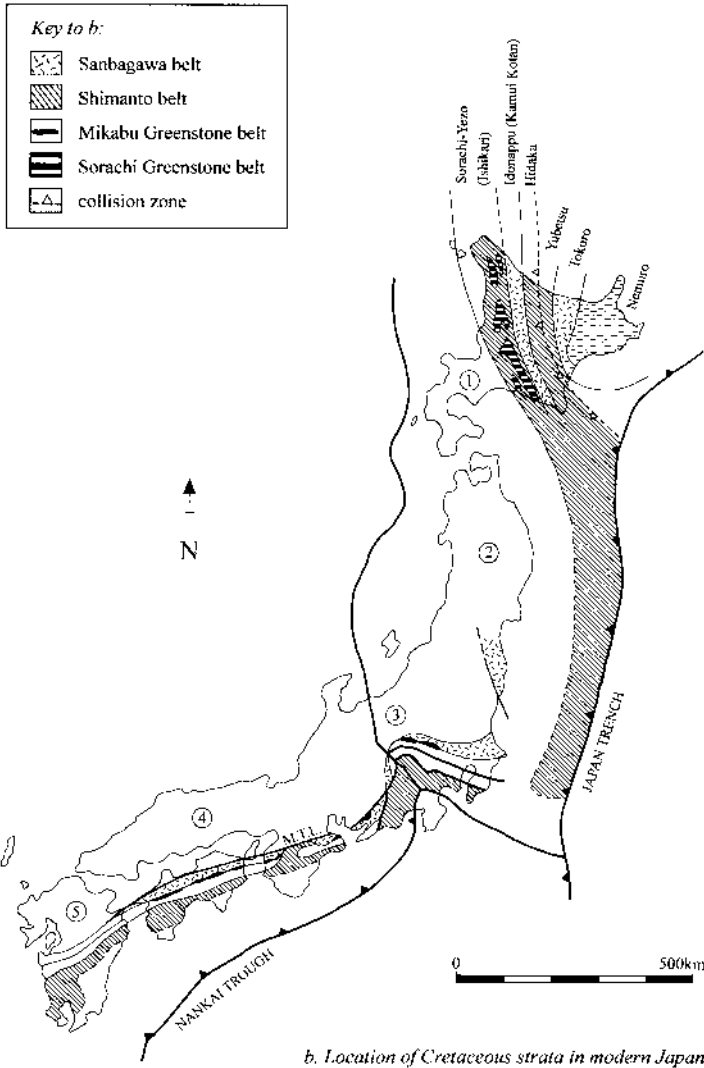 Key to b:
Sanbagawa belt
Shimanto belt
Mikabu Greenstone belt
Sorachi Greenstone belt
collision zone
Sorachi-Yezo
(Ishikari)
Idonappu (Kamui Kotan)
Hidaka
Yubetsu
Tokoro
Nemuro
1
2
3
4
5
N
M.T.L.
JAPAN TRENCH
NANKAI TROUGH
0 500km
b. Location of Cretaceous strata in modern Japan